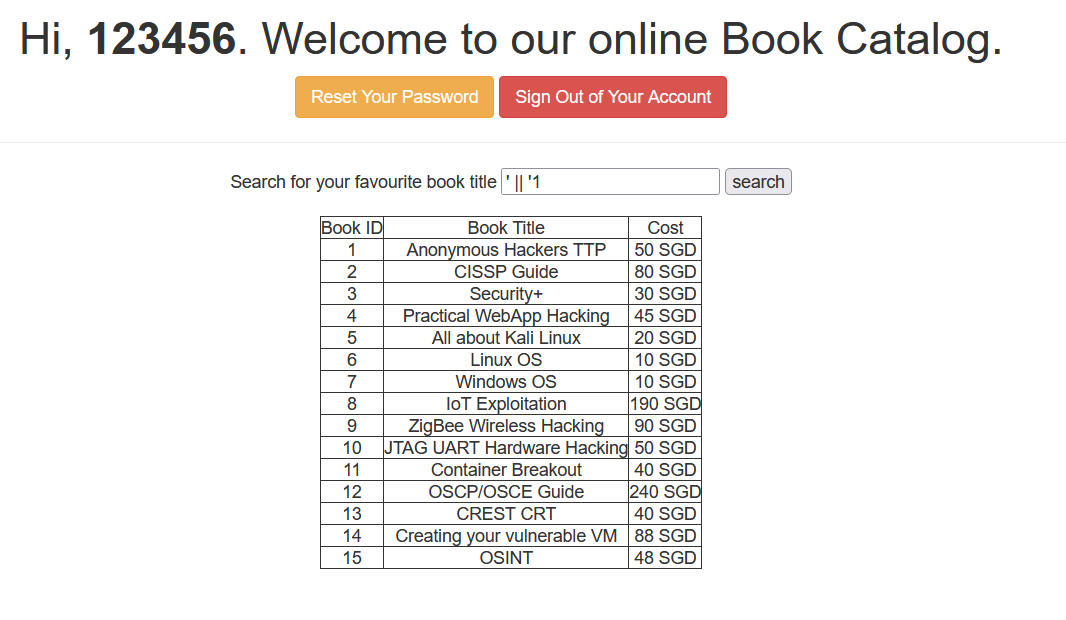 Hi, 123456. Welcome to our online Book Catalog.
Reset Your Password Sign Out of Your Account
Search for your favourite book title ' || '1 search
Book ID Book Title Cost
1 Anonymous Hackers TTP 50 SGD
2 CISSP Guide 80 SGD
3 Security+ 30 SGD
4 Practical WebApp Hacking 45 SGD
5 All about Kali Linux 20 SGD
6 Linux OS 10 SGD
7 Windows OS 10 SGD
8 IoT Exploitation 190 SGD
9 ZigBee Wireless Hacking 90 SGD
10 JTAG UART Hardware Hacking 50 SGD
11 Container Breakout 40 SGD
12 OSCP/OSCE Guide 240 SGD
13 CREST CRT 40 SGD
14 Creating your vulnerable VM 88 SGD
15 OSINT 48 SGD